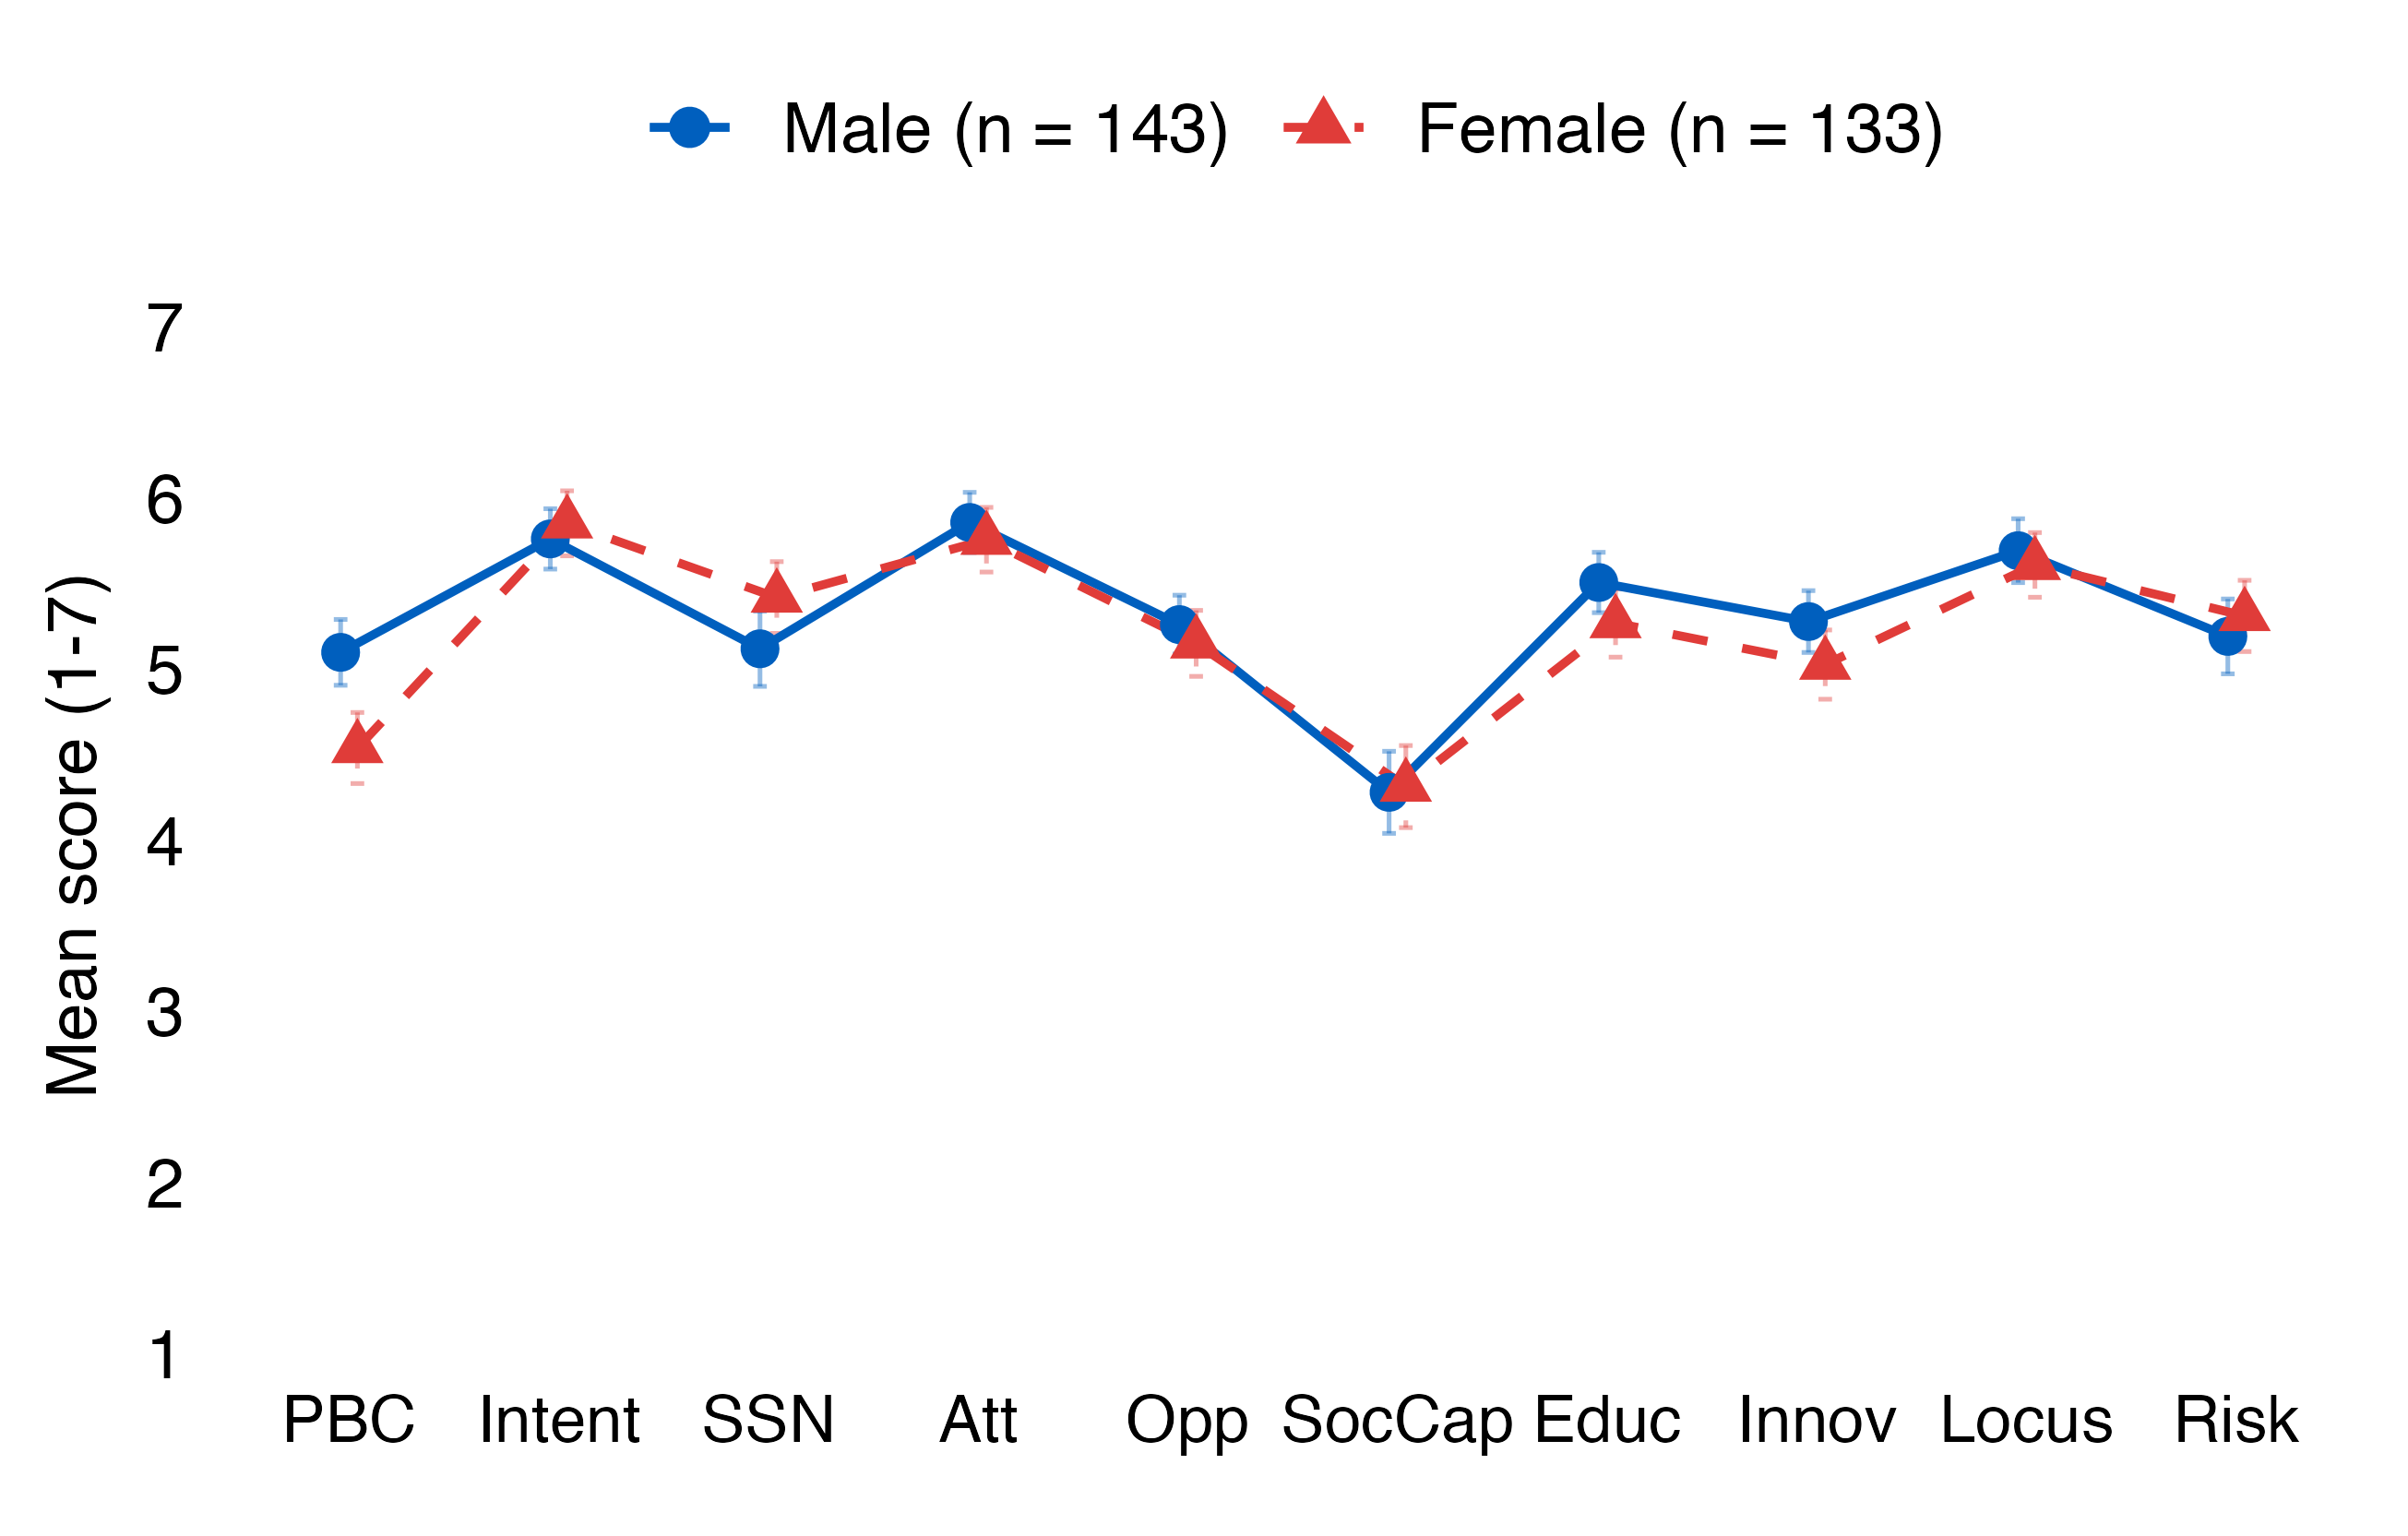 Male (n = 143) Female (n = 133)
Mean score (1-7)
7
6
5
4
3
2
1
PBC Intent SSN Att Opp SocCap Educ Innov Locus Risk